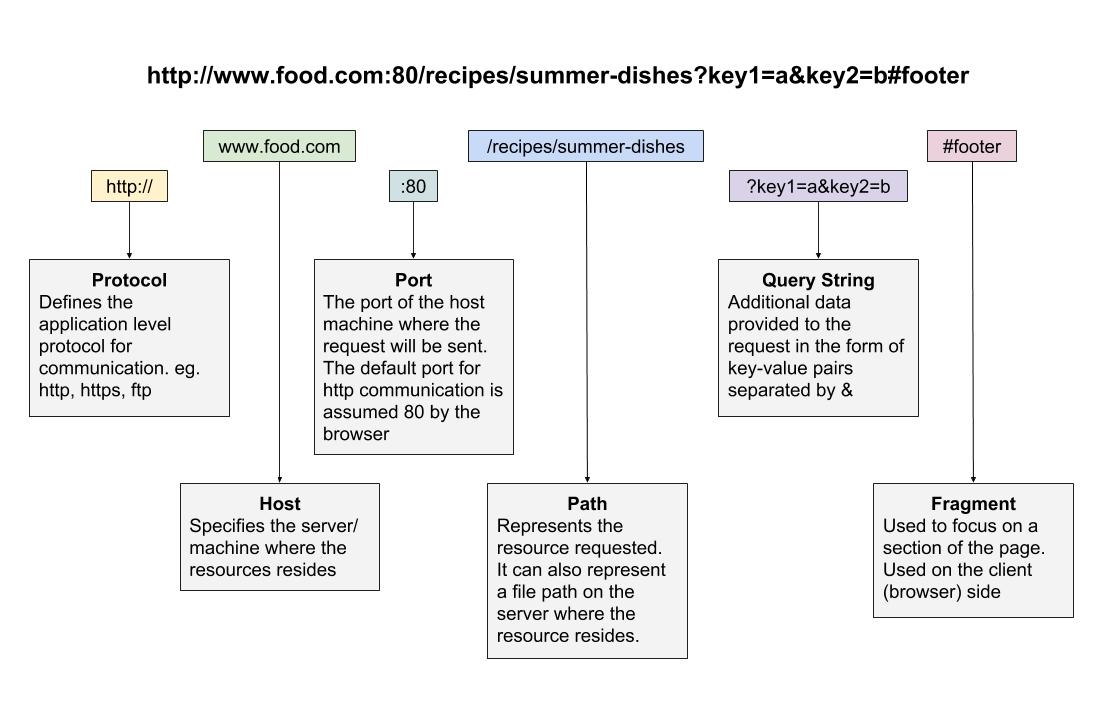 http://www.food.com:80/recipes/summer-dishes?key1=a&key2=b#footer
www.food.com
/recipes/summer-dishes
#footer
http://
:80
?key1=a&key2=b
Protocol
Defines the
application level
protocol for
communication. eg.
http, https, ftp
Port
The port of the host
machine where the
request will be sent.
The default port for
http communication is
assumed 80 by the
browser
Query String
Additional data
provided to the
request in the form of
key-value pairs
separated by &
Host
Specifies the server/
machine where the
resources resides
Path
Represents the
resource requested.
It can also represent
a file path on the
server where the
resource resides.
Fragment
Used to focus on a
section of the page.
Used on the client
(browser) side